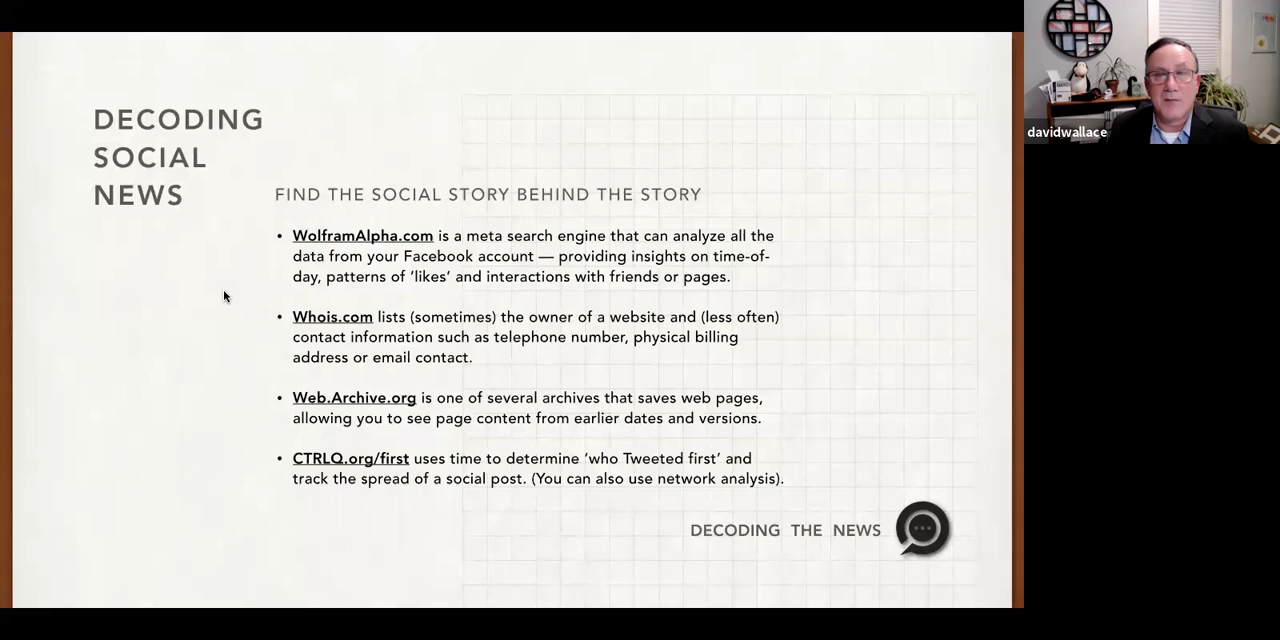 DECODING
SOCIAL
NEWS
FIND THE SOCIAL STORY BEHIND THE STORY
• WolframAlpha.com is a meta search engine that can analyze all the
data from your Facebook account — providing insights on time-of-
day, patterns of ‘likes’ and interactions with friends or pages.
• Whois.com lists (sometimes) the owner of a website and (less often)
contact information such as telephone number, physical billing
address or email contact.
• Web.Archive.org is one of several archives that saves web pages,
allowing you to see page content from earlier dates and versions.
• CTRLQ.org/first uses time to determine ‘who Tweeted first’ and
track the spread of a social post. (You can also use network analysis).
DECODING THE NEWS
davidwallace